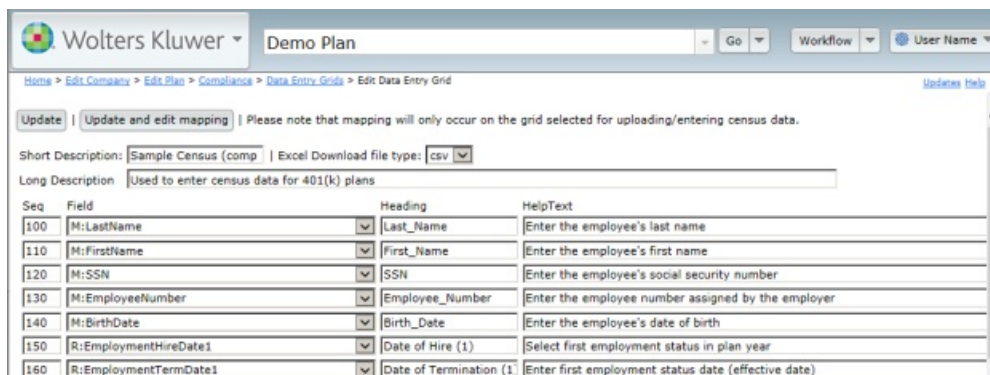 Wolters Kluwer Demo Plan Go Workflow User Name
Home > Edit Company > Edit Plan > Compliance > Data Entry Grids > Edit Data Entry Grid Updates Help
Update | Update and edit mapping | Please note that mapping will only occur on the grid selected for uploading/entering census data.
Short Description: Sample Census (comp | Excel Download file type: csv
Long Description Used to enter census data for 401(k) plans
Seq Field Heading HelpText
100 M:LastName Last_Name Enter the employee's last name
110 M:FirstName First_Name Enter the employee's first name
120 M:SSN SSN Enter the employee's social security number
130 M:EmployeeNumber Employee_Number Enter the employee number assigned by the employer
140 M:BirthDate Birth_Date Enter the employee's date of birth
150 R:EmploymentHireDate1 Date of Hire (1) Select first employment status in plan year
160 R:EmploymentTermDate1 Date of Termination (1 Enter first employment status date (effective date)